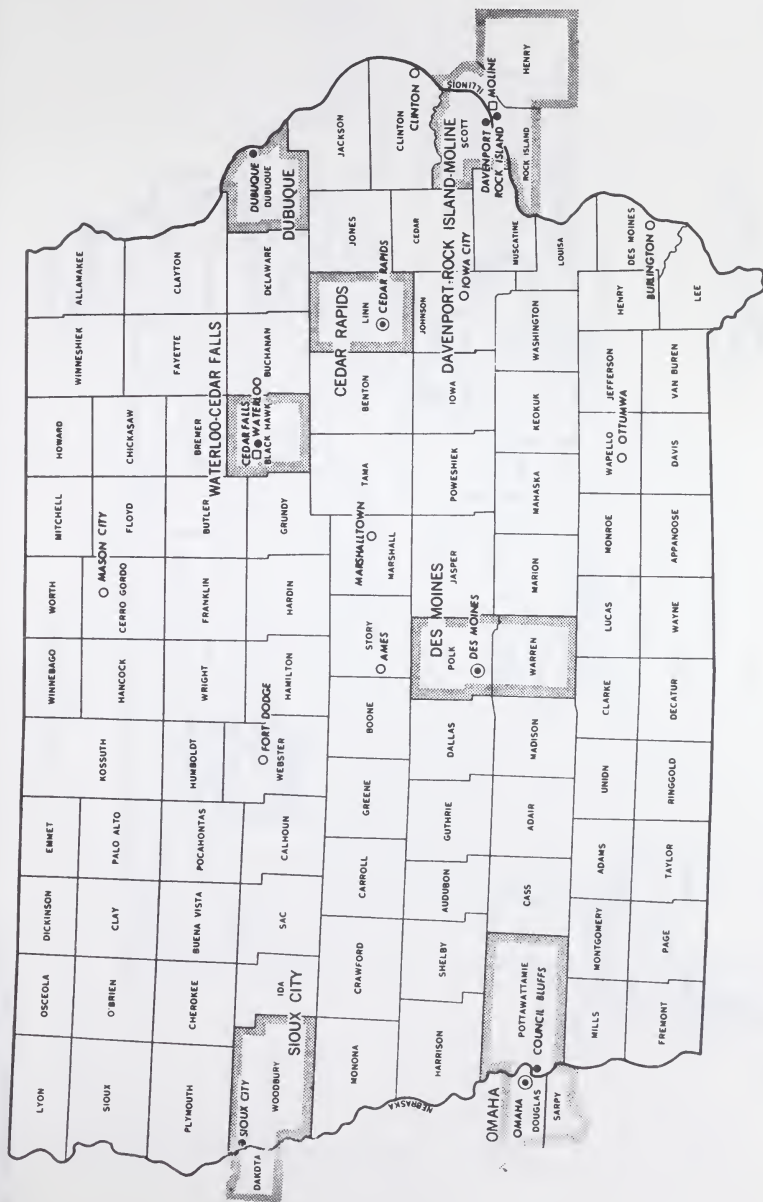 LYON
OSCEOLA
DICKINSON
EMMET
KOSSUTH
WINNEBAGO
WORTH
MITCHELL
HOWARD
WINNESHIEK
ALLAMAKEE
SIOUX
O'BRIEN
CLAY
PALO ALTO
HANCOCK
CERRO GORDO
MASON CITY
FLOYD
CHICKASAW
FAYETTE
CLAYTON
PLYMOUTH
CHEROKEE
BUENA VISTA
POCAHONTAS
HUMBOLDT
WRIGHT
FRANKLIN
BUTLER
BREMER
WATERLOO-CEDAR FALLS
DAKOTA
SIOUX CITY
WOODBURY
SIOUX CITY
IDA
SAC
CALHOUN
FORT DODGE
WEBSTER
HAMILTON
HARDIN
GRUNDY
CEDAR FALLS
WATERLOO
BLACK HAWK
BUCHANAN
DELAWARE
DUBUQUE
DUBUQUE
DUBUQUE
MONONA
CRAWFORD
CARROLL
GREENE
BOONE
STORY
AMES
MARSHALLTOWN
MARSHALL
TAMA
BENTON
CEDAR RAPIDS
LINN
CEDAR RAPIDS
JONES
JACKSON
CLINTON
CLINTON
NEBRASKA
HARRISON
SHELBY
AUDUBON
GUTHRIE
DALLAS
DES MOINES
POLK
DES MOINES
JASPER
POWESHIEK
IOWA
JOHNSON
IOWA CITY
CEDAR
DAVENPORT-ROCK ISLAND-MOLINE
SCOTT
ILLINOIS
DAVENPORT
ROCK ISLAND
MOLINE
ROCK ISLAND
HENRY
MUSCATINE
OMAHA
OMAHA
DOUGLAS
SARPY
POTTAWATTAMIE
COUNCIL BLUFFS
CASS
ADAIR
MADISON
WARREN
MARION
MAHASKA
KEOKUK
WASHINGTON
LOUISA
MILLS
MONTGOMERY
ADAMS
UNION
CLARKE
LUCAS
MONROE
WAPELLO
OTTUMWA
JEFFERSON
HENRY
DES MOINES
BURLINGTON
FREMONT
PAGE
TAYLOR
RINGGOLD
DECATUR
WAYNE
APPANOOSE
DAVIS
VAN BUREN
LEE